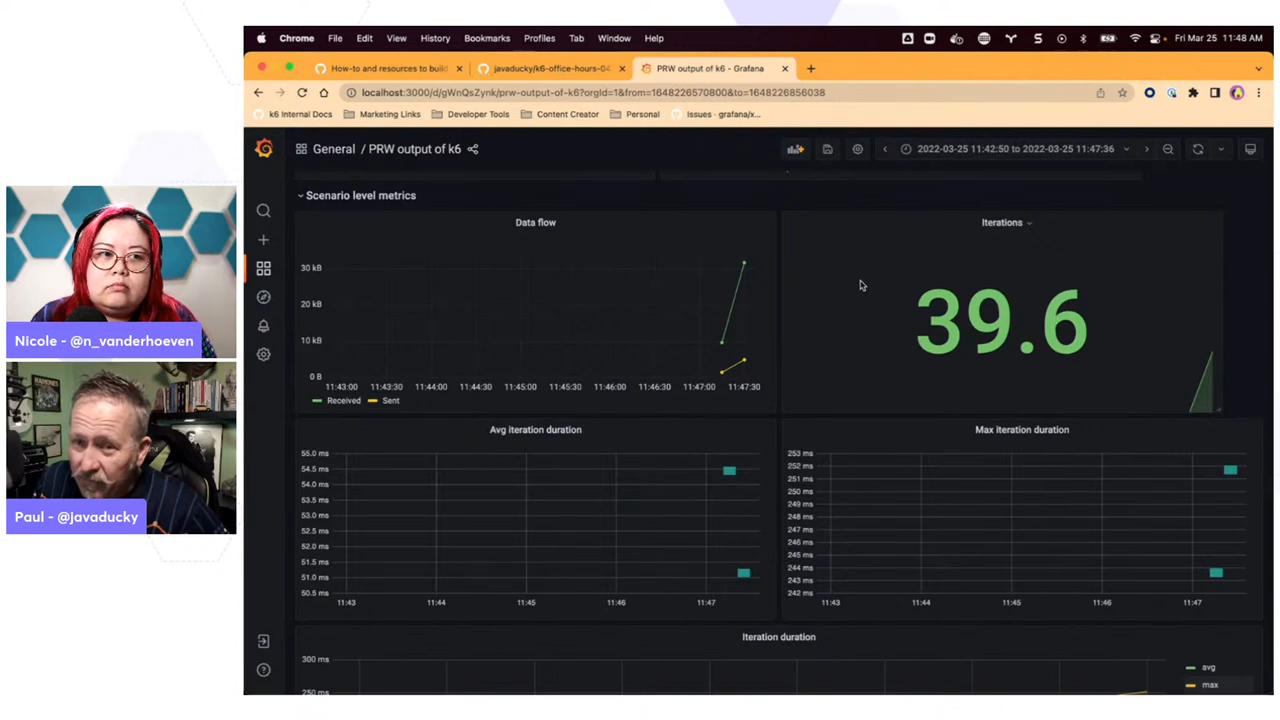 Chrome File Edit View History Bookmarks Profiles Tab Window Help Fri Mar 25 11:48 AM
How-to and resources to build
javaducky/k6-office-hours-04
PRW output of k6 - Grafana
localhost:3000/d/gWnQsZynk/prw-output-of-k6?orgId=1&from=1648226570800&to=1648226856038
k6 Internal Docs Marketing Links Developer Tools Content Creator Personal Issues · grafana/x...
General / PRW output of k6
2022-03-25 11:42:50 to 2022-03-25 11:47:36
Scenario level metrics
Data flow
30 kB
20 kB
10 kB
0 B
11:43:00 11:43:30 11:44:00 11:44:30 11:45:00 11:45:30 11:46:00 11:46:30 11:47:00 11:47:30
Received Sent
Iterations
39.6
Avg iteration duration
55.0 ms
54.5 ms
54.0 ms
53.5 ms
53.0 ms
52.5 ms
52.0 ms
51.5 ms
51.0 ms
50.5 ms
11:43 11:44 11:45 11:46 11:47
Max iteration duration
253 ms
252 ms
251 ms
250 ms
249 ms
248 ms
247 ms
246 ms
245 ms
244 ms
243 ms
242 ms
11:43 11:44 11:45 11:46 11:47
Iteration duration
300 ms
250 ms
avg
max
Nicole - @n_vanderhoeven
RAMONES
Paul - @javaducky